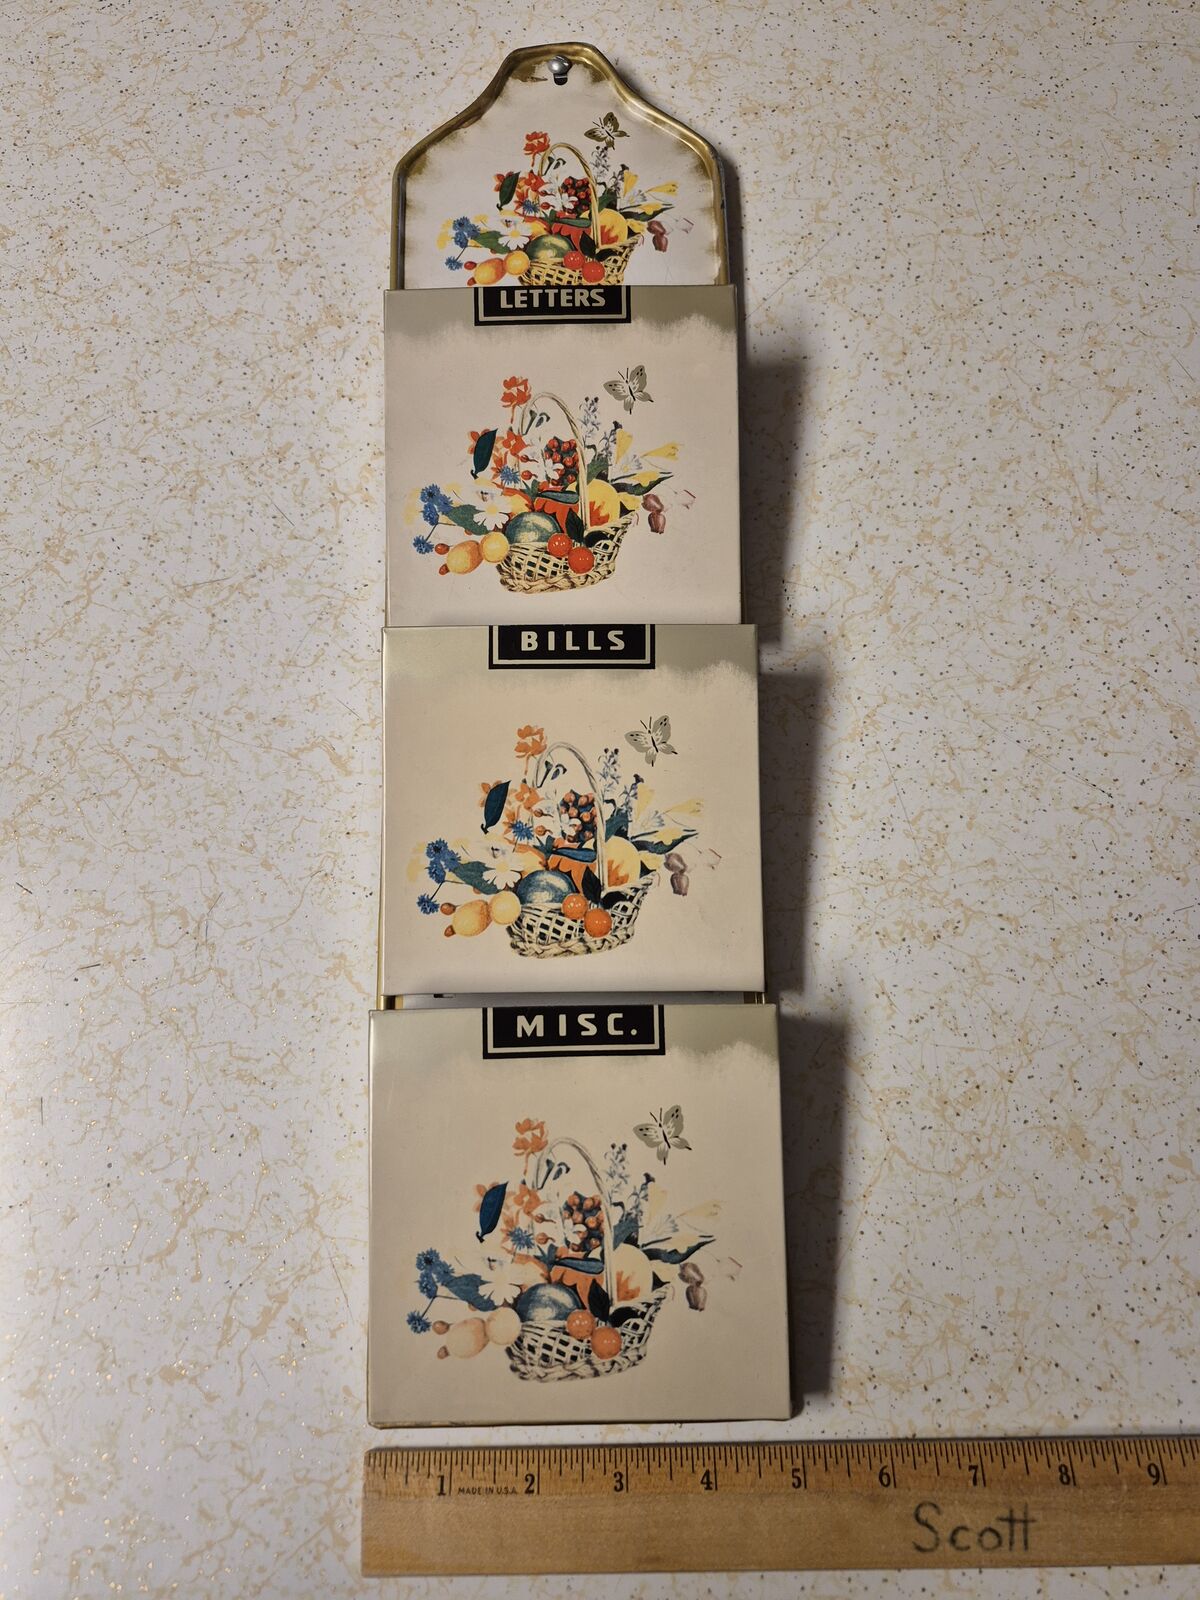 LETTERS
BILLS
MISC.
1 2 3 4 5 6 7 8 9
MADE IN U.S.A.
Scott